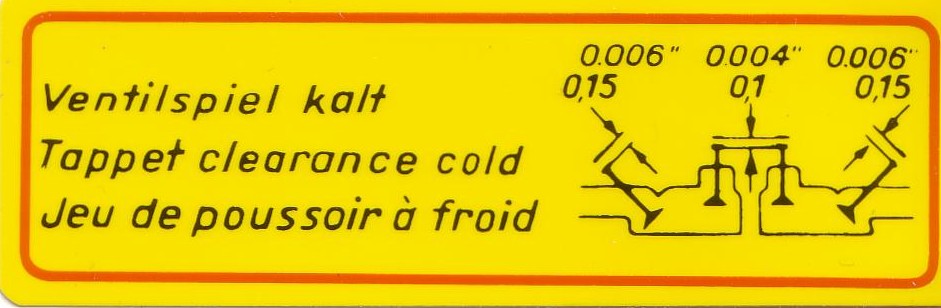 Ventilspiel kalt
Tappet clearance cold
Jeu de poussoir à froid
0.006" 0.004" 0.006"
0,15 0,1 0,15